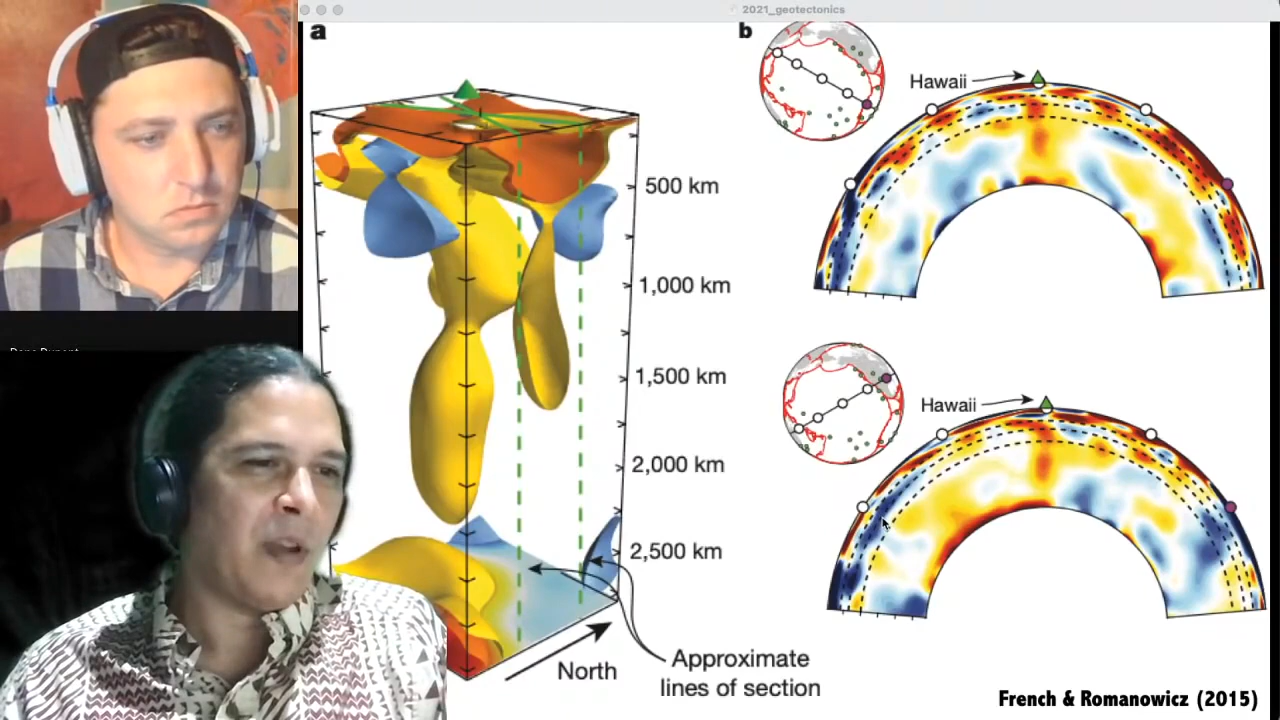 2021_geotectonics
a
b
Hawaii
500 km
1,000 km
1,500 km
Hawaii
2,000 km
2,500 km
North
Approximate
lines of section
French & Romanowicz (2015)